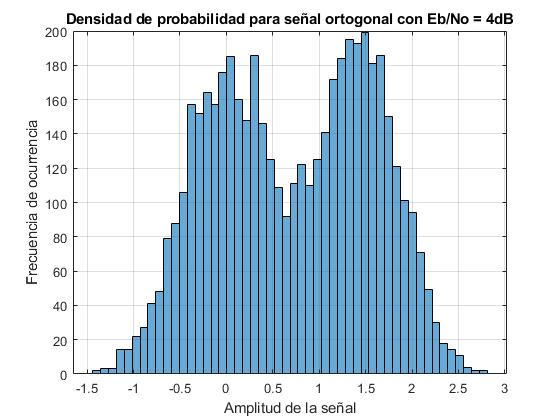 Densidad de probabilidad para señal ortogonal con Eb/No = 4dB
200
180
160
140
120
100
80
60
40
20
0
Frecuencia de ocurrencia
-1.5 -1 -0.5 0 0.5 1 1.5 2 2.5 3
Amplitud de la señal